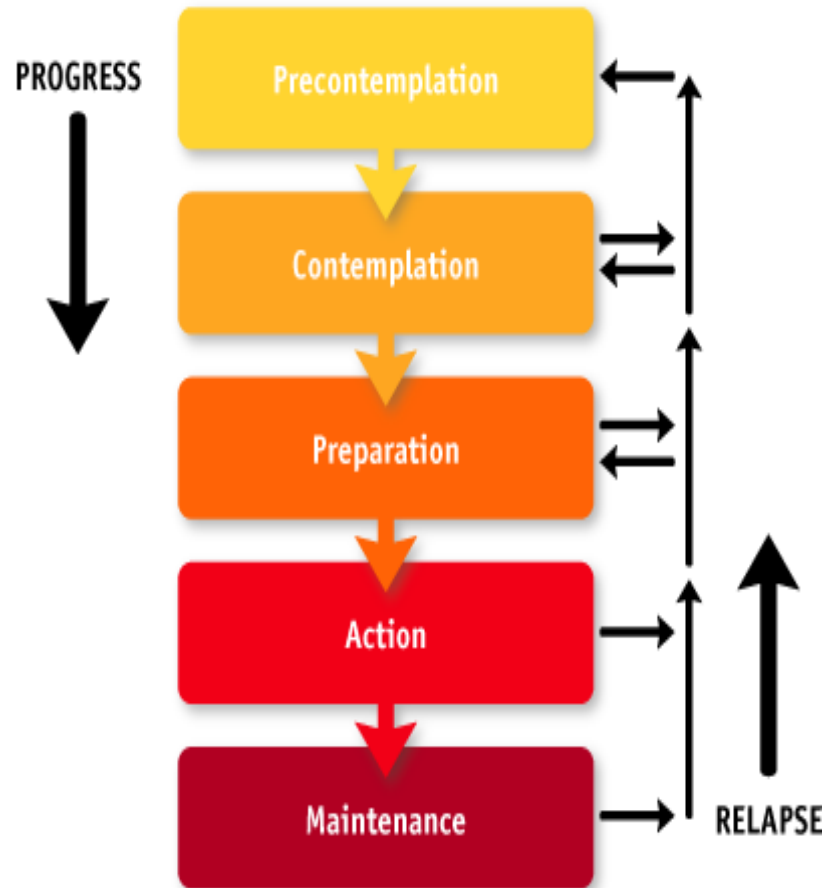 PROGRESS
Precontemplation
Contemplation
Preparation
Action
Maintenance
RELAPSE